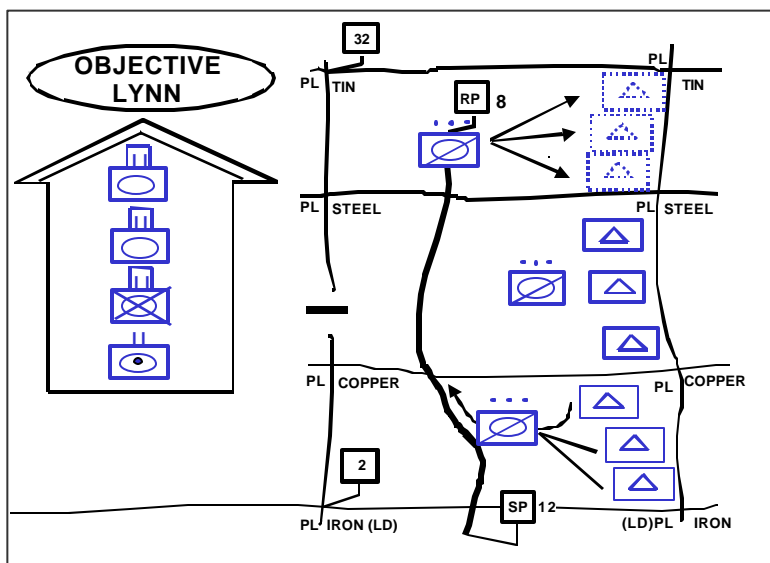 32
OBJECTIVE
LYNN
PL TIN
PL
TIN
RP 8
PL STEEL
PL STEEL
PL COPPER
PL COPPER
2
SP 12
PL IRON (LD)
(LD)PL IRON